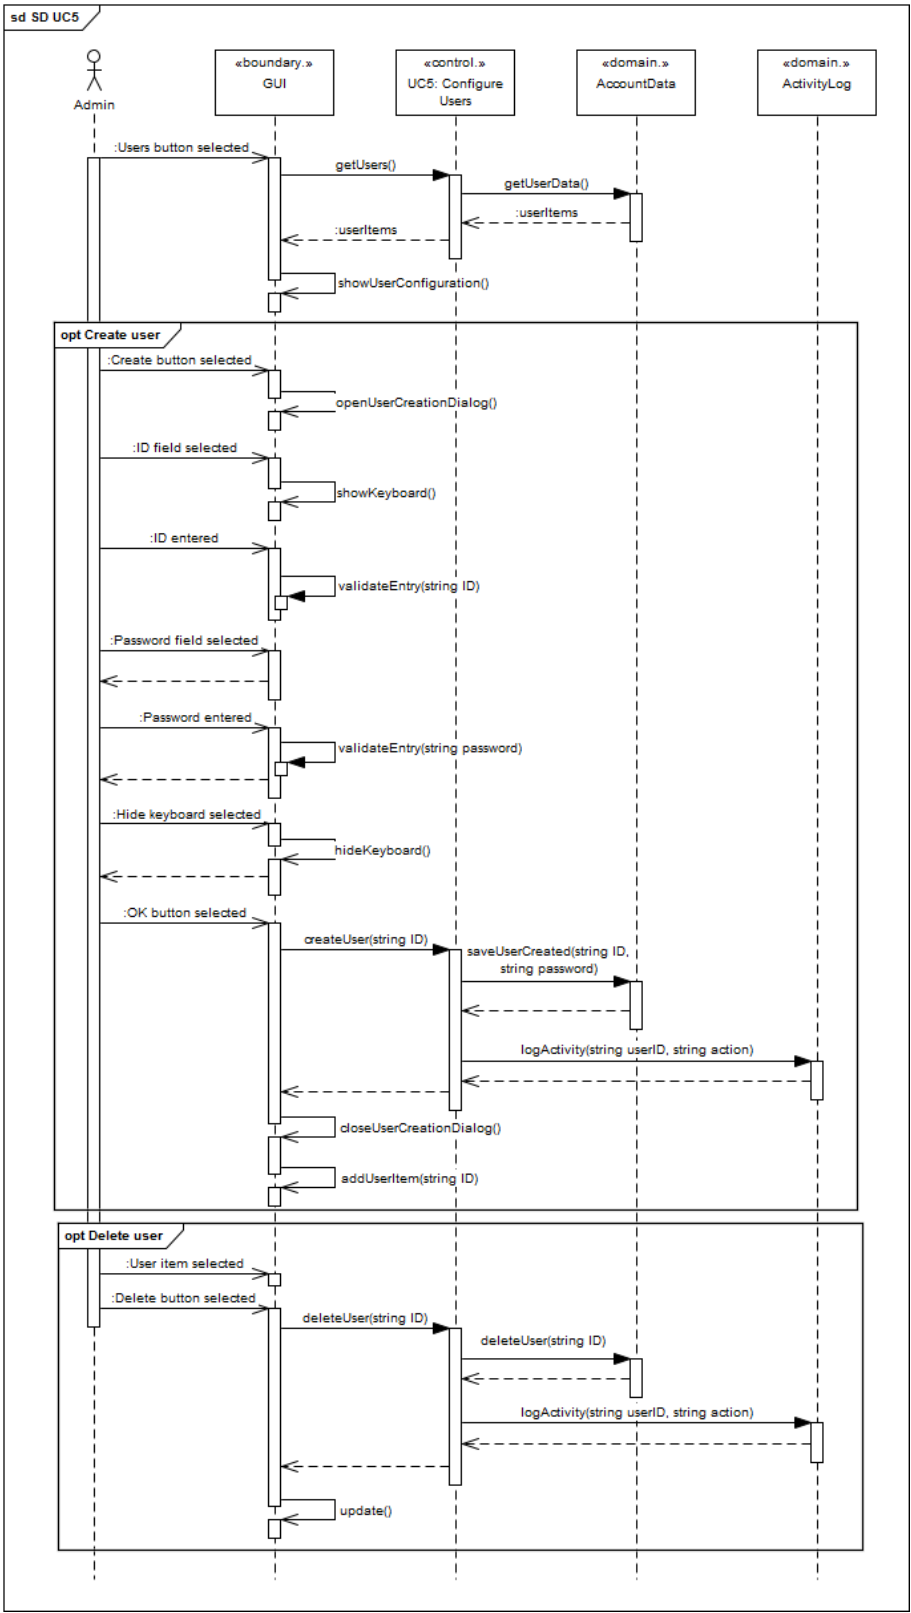 sd SD UC5
«boundary.»
GUI
«control.»
UC5: Configure
Users
«domain.»
AccountData
«domain.»
ActivityLog
Admin
:Users button selected
getUsers()
getUserData()
:userItems
:userItems
showUserConfiguration()
opt Create user
:Create button selected
openUserCreationDialog()
:ID field selected
showKeyboard()
:ID entered
validateEntry(string ID)
:Password field selected
:Password entered
validateEntry(string password)
:Hide keyboard selected
hideKeyboard()
:OK button selected
createUser(string ID)
saveUserCreated(string ID,
string password)
logActivity(string userID, string action)
closeUserCreationDialog()
addUserItem(string ID)
opt Delete user
:User item selected
:Delete button selected
deleteUser(string ID)
deleteUser(string ID)
logActivity(string userID, string action)
update()